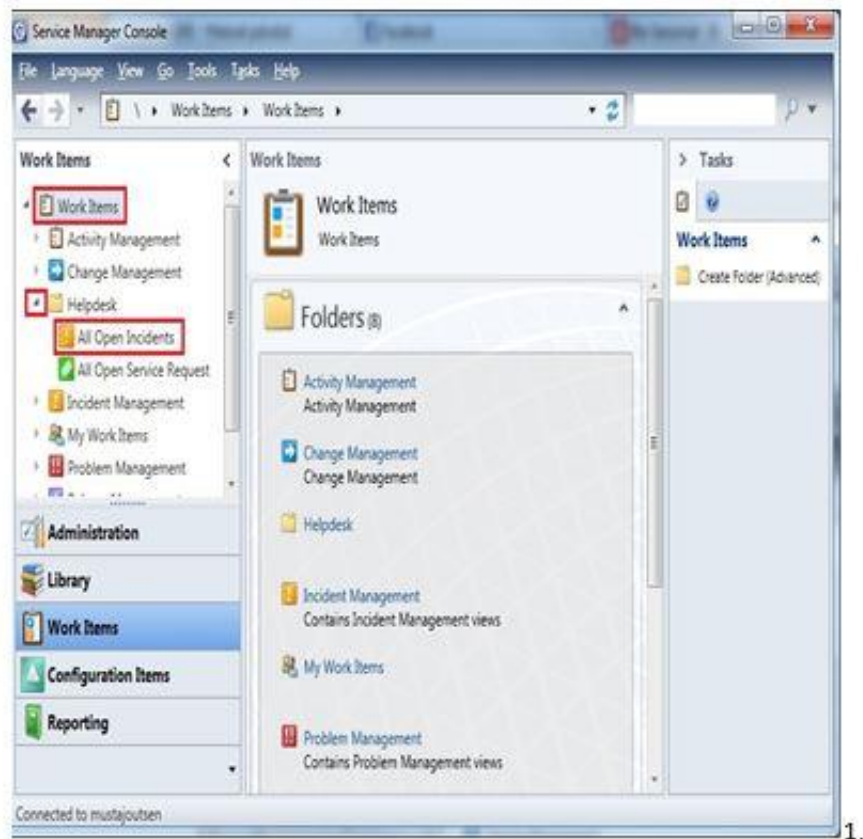 Service Manager Console
File Language View Go Tools Tasks Help
\ Work Items Work Items
Work Items
Work Items
Activity Management
Change Management
Helpdesk
All Open Incidents
All Open Service Request
Incident Management
My Work Items
Problem Management
Administration
Library
Work Items
Configuration Items
Reporting
Work Items
Work Items
Work Items
Folders (8)
Activity Management
Activity Management
Change Management
Change Management
Helpdesk
Incident Management
Contains Incident Management views
My Work Items
Problem Management
Contains Problem Management views
Tasks
Work Items
Create Folder (Advanced)
Connected to mustajoutsen
1.